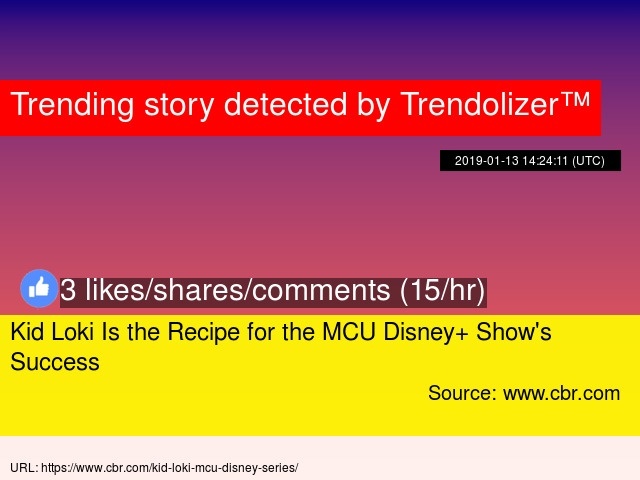 Trending story detected by Trendolizer™
2019-01-13 14:24:11 (UTC)
3 likes/shares/comments (15/hr)
Kid Loki Is the Recipe for the MCU Disney+ Show's
Success
Source: www.cbr.com
URL: https://www.cbr.com/kid-loki-mcu-disney-series/